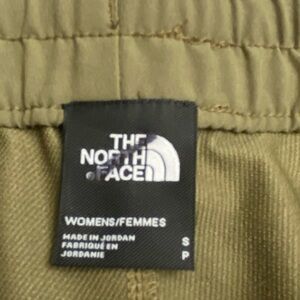 THE
NORTH
FACE
WOMENS/FEMMES
MADE IN JORDAN
FABRIQUÉ EN
JORDANIE
S
P